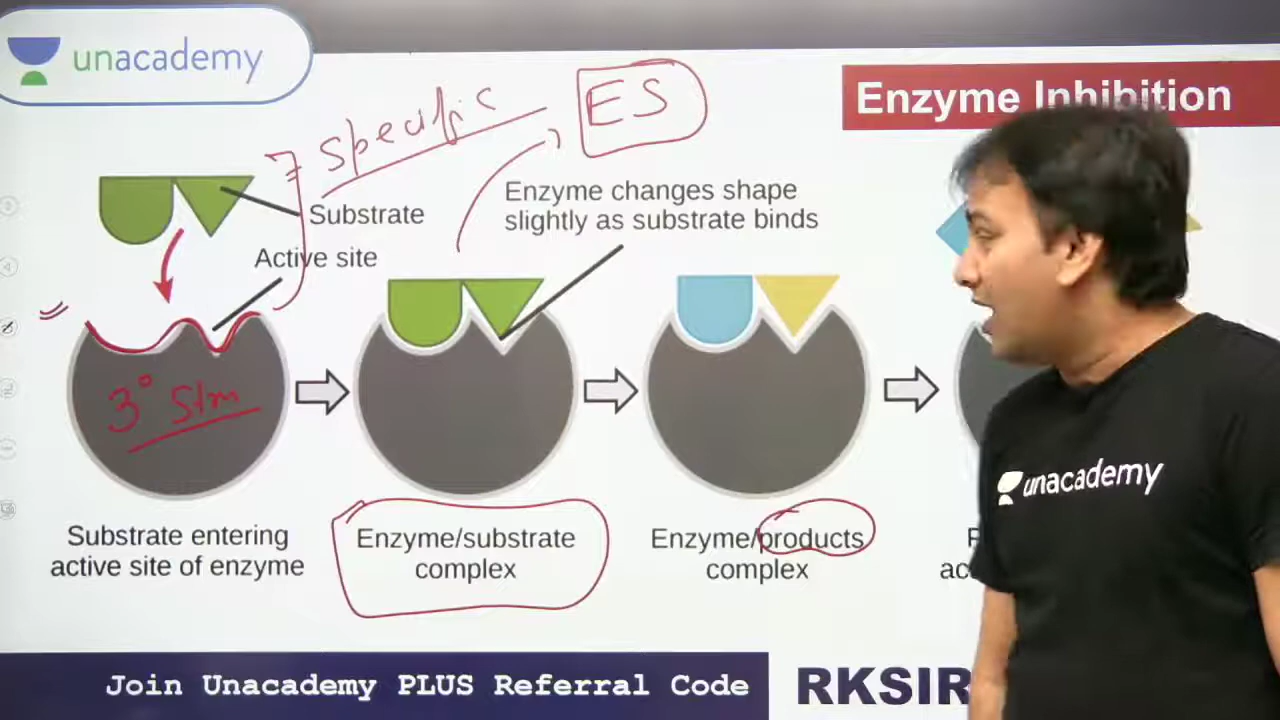 unacademy
Enzyme Inhibition
specific
ES
Substrate
Active site
Enzyme changes shape
slightly as substrate binds
3° Strn
Substrate entering
active site of enzyme
Enzyme/substrate
complex
Enzyme/products
complex
unacademy
Join Unacademy PLUS Referral Code
RKSIR